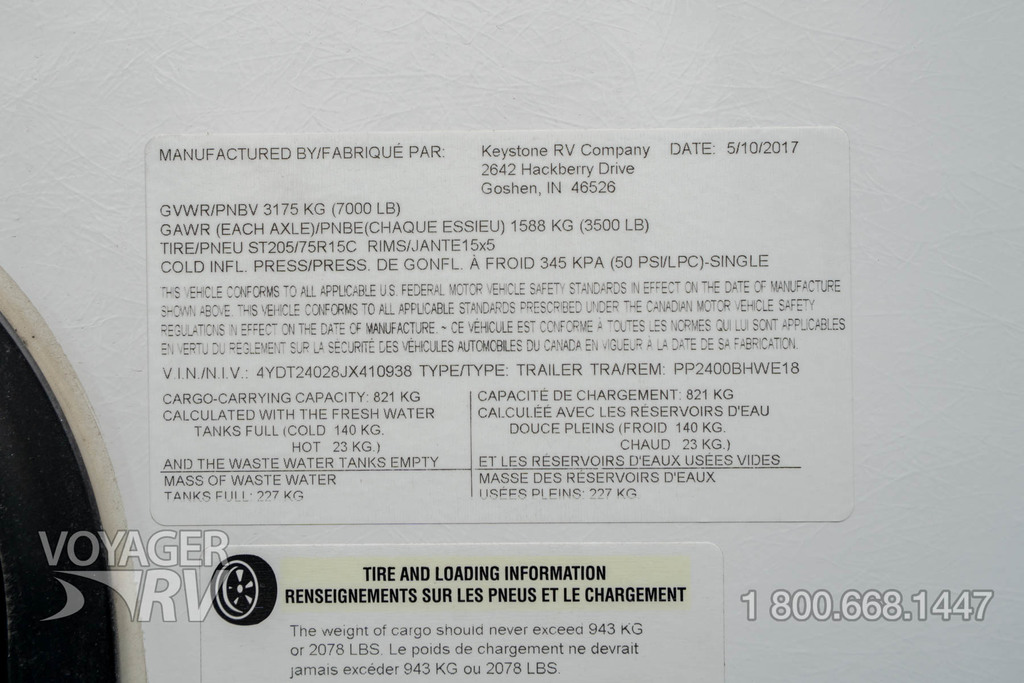 MANUFACTURED BY/FABRIQUÉ PAR: Keystone RV Company DATE: 5/10/2017
2642 Hackberry Drive
Goshen, IN 46526
GVWR/PNBV 3175 KG (7000 LB)
GAWR (EACH AXLE)/PNBE(CHAQUE ESSIEU) 1588 KG (3500 LB)
TIRE/PNEU ST205/75R15C RIMS/JANTE15x5
COLD INFL. PRESS/PRESS. DE GONFL. À FROID 345 KPA (50 PSI/LPC)-SINGLE
THIS VEHICLE CONFORMS TO ALL APPLICABLE U.S. FEDERAL MOTOR VEHICLE SAFETY STANDARDS IN EFFECT ON THE DATE OF MANUFACTURE
SHOWN ABOVE. THIS VEHICLE CONFORMS TO ALL APPLICABLE STANDARDS PRESCRIBED UNDER THE CANADIAN MOTOR VEHICLE SAFETY
REGULATIONS IN EFFECT ON THE DATE OF MANUFACTURE. ~ CE VÉHICULE EST CONFORME À TOUTES LES NORMES QUI LUI SONT APPLICABLES
EN VERTU DU REGLEMENT SUR LA SÉCURITÉ DES VÉHICULES AUTOMOBILES DU CANADA EN VIGUEUR À LA DATE DE SA FABRICATION.
V.I.N./N.I.V.: 4YDT24028JX410938 TYPE/TYPE: TRAILER TRA/REM: PP2400BHWE18
CARGO-CARRYING CAPACITY: 821 KG
CALCULATED WITH THE FRESH WATER
TANKS FULL (COLD 140 KG.
HOT 23 KG.)
AND THE WASTE WATER TANKS EMPTY
MASS OF WASTE WATER
TANKS FULL: 227 KG
CAPACITÉ DE CHARGEMENT: 821 KG
CALCULÉE AVEC LES RÉSERVOIRS D'EAU
DOUCE PLEINS (FROID 140 KG.
CHAUD 23 KG.)
ET LES RÉSERVOIRS D'EAUX USÉES VIDES
MASSE DES RÉSERVOIRS D'EAUX
USÉES PLEINS: 227 KG
VOYAGER
RV
TIRE AND LOADING INFORMATION
RENSEIGNEMENTS SUR LES PNEUS ET LE CHARGEMENT
The weight of cargo should never exceed 943 KG
or 2078 LBS. Le poids de chargement ne devrait
jamais excéder 943 KG ou 2078 LBS.
1 800.668.1447